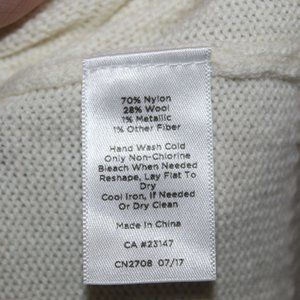 70% Nylon
28% Wool
1% Metallic
1% Other Fiber
Hand Wash Cold
Only Non-Chlorine
Bleach When Needed
Reshape, Lay Flat To
Dry
Cool Iron, if Needed
Or Dry Clean
Made In China
CA #23147
CN2708 07/17